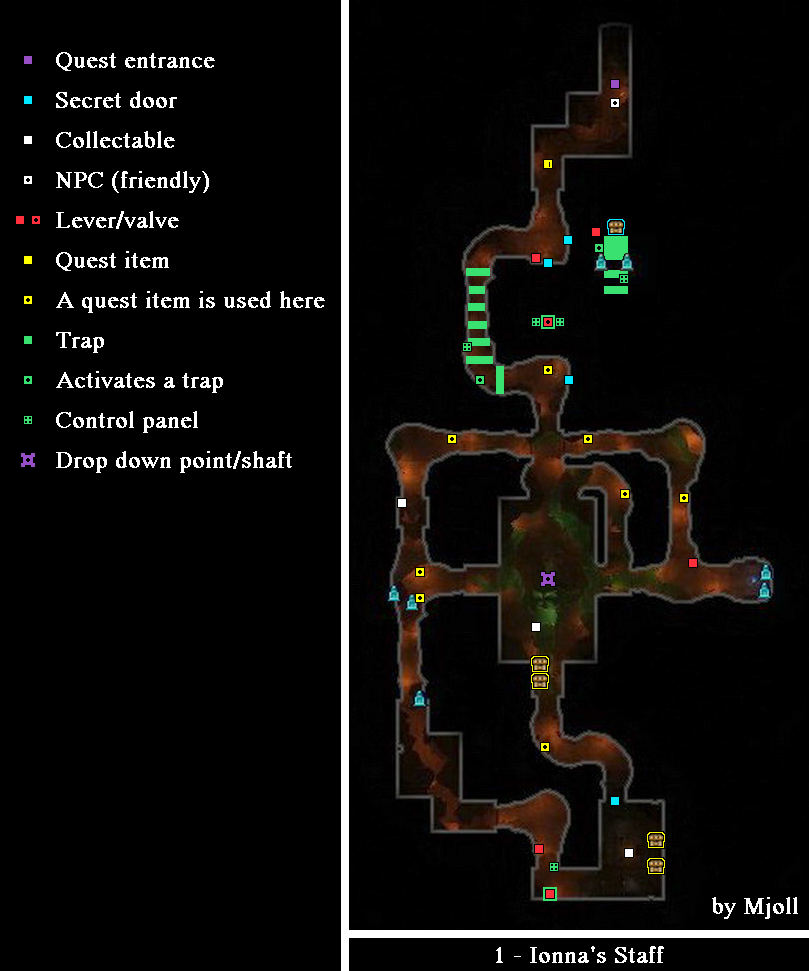 Quest entrance
Secret door
Collectable
NPC (friendly)
Lever/valve
Quest item
A quest item is used here
Trap
Activates a trap
Control panel
Drop down point/shaft
by Mjoll
1 - Ionna's Staff